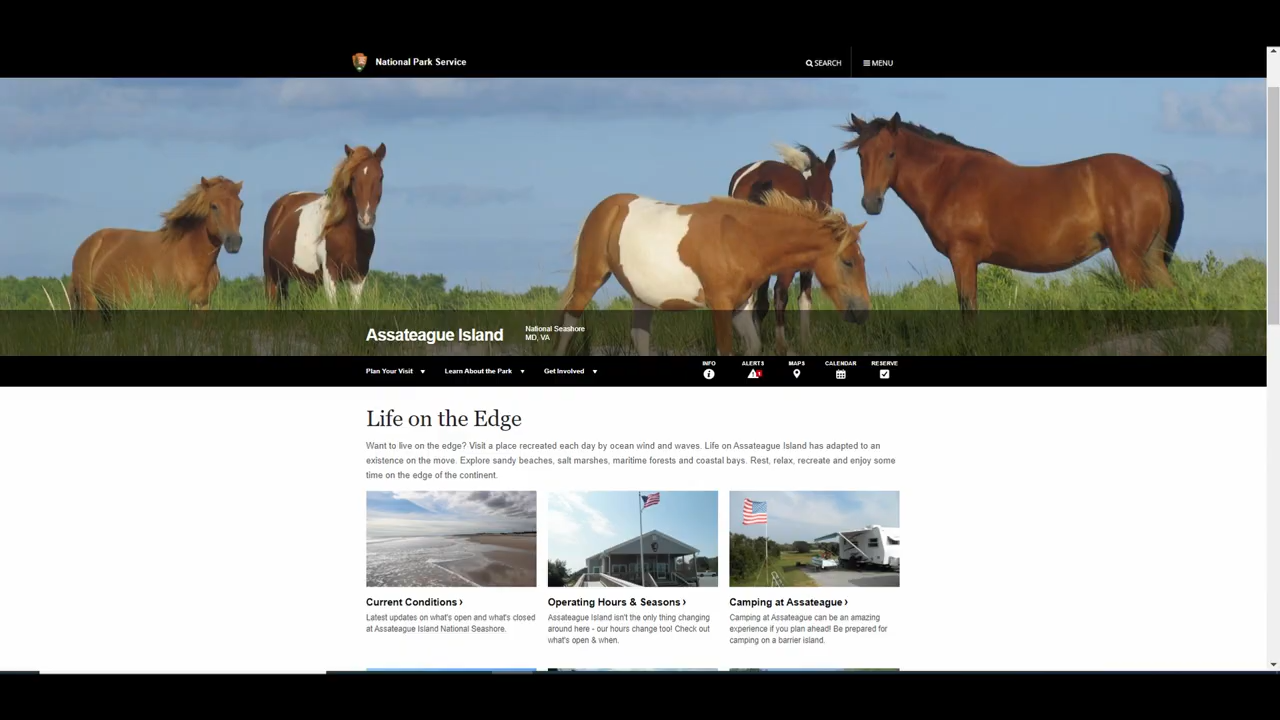 National Park Service
SEARCH
MENU
Assateague Island
National Seashore
MD, VA
Plan Your Visit
Learn About the Park
Get Involved
INFO
ALERTS
1
MAPS
CALENDAR
RESERVE
Life on the Edge
Want to live on the edge? Visit a place recreated each day by ocean wind and waves. Life on Assateague Island has adapted to an
existence on the move. Explore sandy beaches, salt marshes, maritime forests and coastal bays. Rest, relax, recreate and enjoy some
time on the edge of the continent.
Current Conditions ›
Latest updates on what's open and what's closed
at Assateague Island National Seashore.
Operating Hours & Seasons ›
Assateague Island isn't the only thing changing
around here - our hours change too! Check out
what's open & when.
Camping at Assateague ›
Camping at Assateague can be an amazing
experience if you plan ahead! Be prepared for
camping on a barrier island.